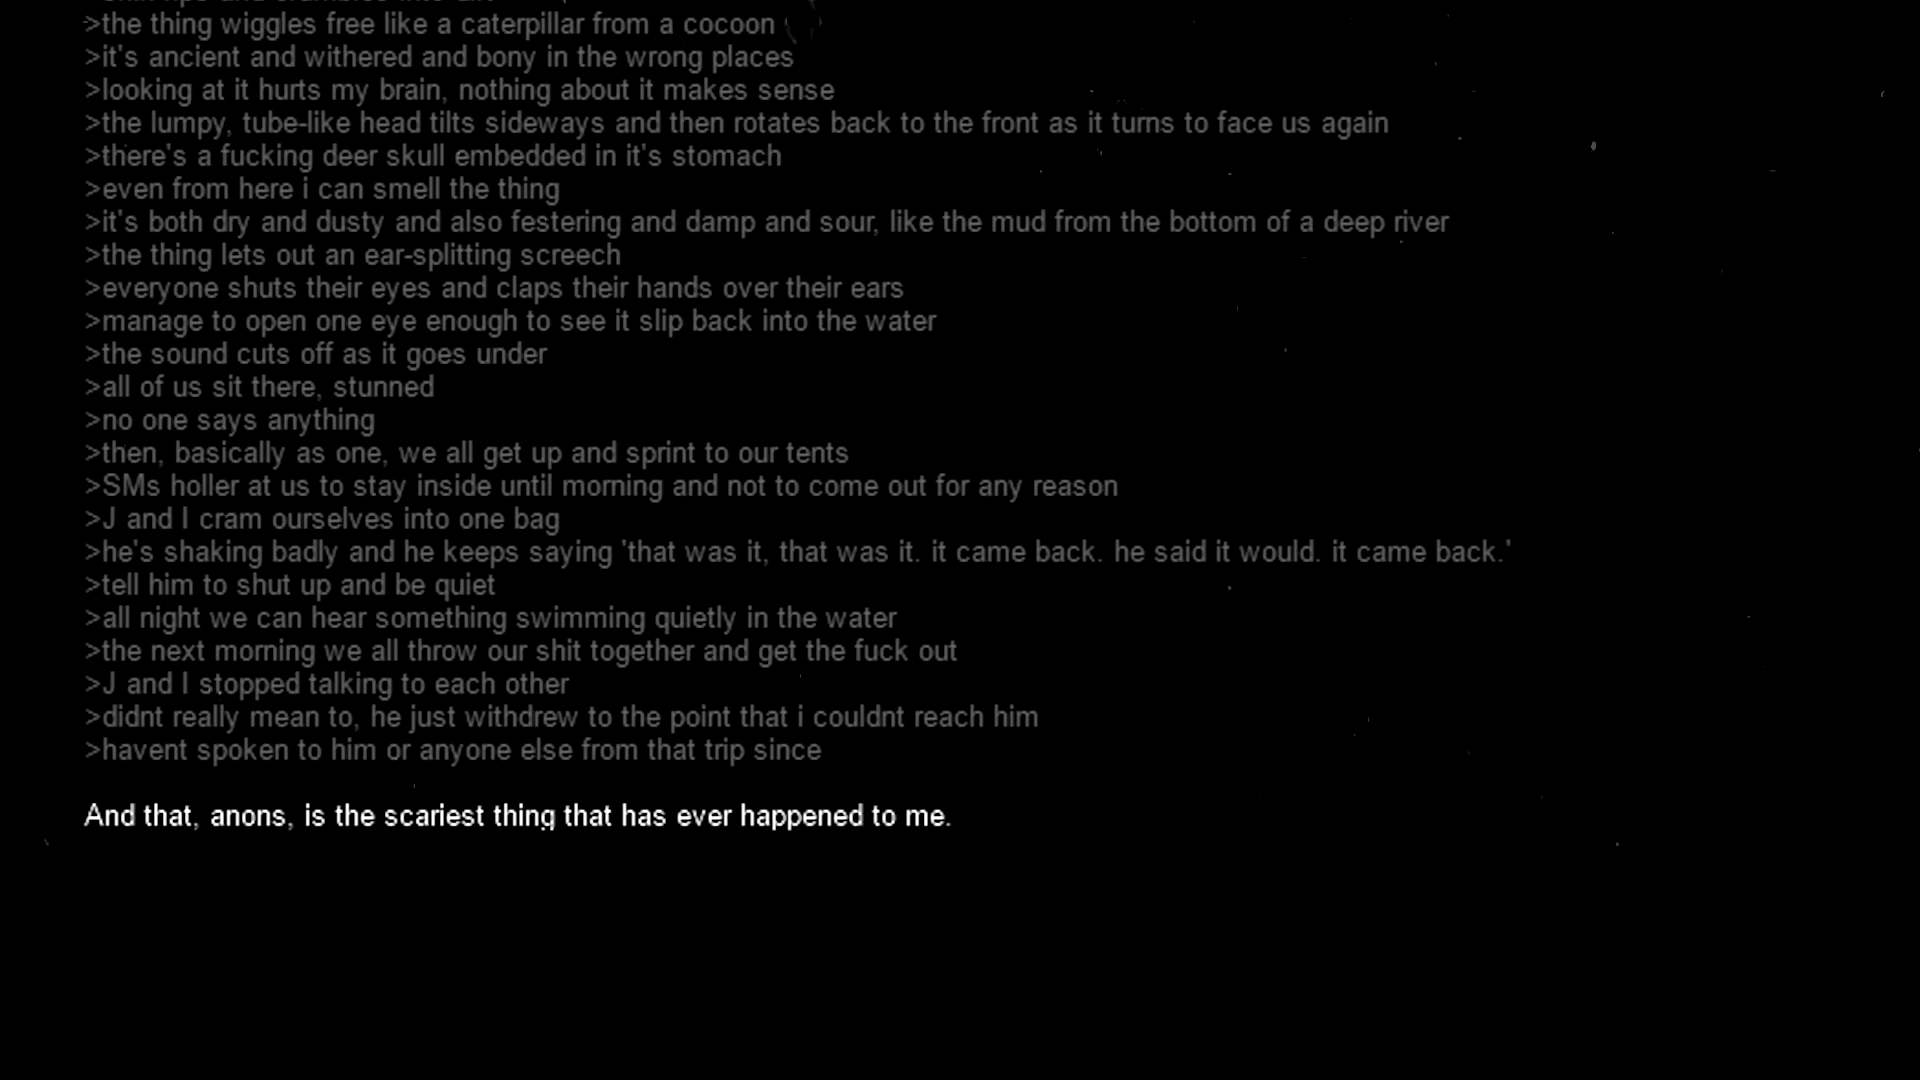 >the thing wiggles free like a caterpillar from a cocoon
>it's ancient and withered and bony in the wrong places
>looking at it hurts my brain, nothing about it makes sense
>the lumpy, tube-like head tilts sideways and then rotates back to the front as it turns to face us again
>there's a fucking deer skull embedded in it's stomach
>even from here i can smell the thing
>it's both dry and dusty and also festering and damp and sour, like the mud from the bottom of a deep river
>the thing lets out an ear-splitting screech
>everyone shuts their eyes and claps their hands over their ears
>manage to open one eye enough to see it slip back into the water
>the sound cuts off as it goes under
>all of us sit there, stunned
>no one says anything
>then, basically as one, we all get up and sprint to our tents
>SMs holler at us to stay inside until morning and not to come out for any reason
>J and I cram ourselves into one bag
>he's shaking badly and he keeps saying 'that was it, that was it. it came back. he said it would. it came back.'
>tell him to shut up and be quiet
>all night we can hear something swimming quietly in the water
>the next morning we all throw our shit together and get the fuck out
>J and I stopped talking to each other
>didnt really mean to, he just withdrew to the point that i couldnt reach him
>havent spoken to him or anyone else from that trip since
And that, anons, is the scariest thing that has ever happened to me.